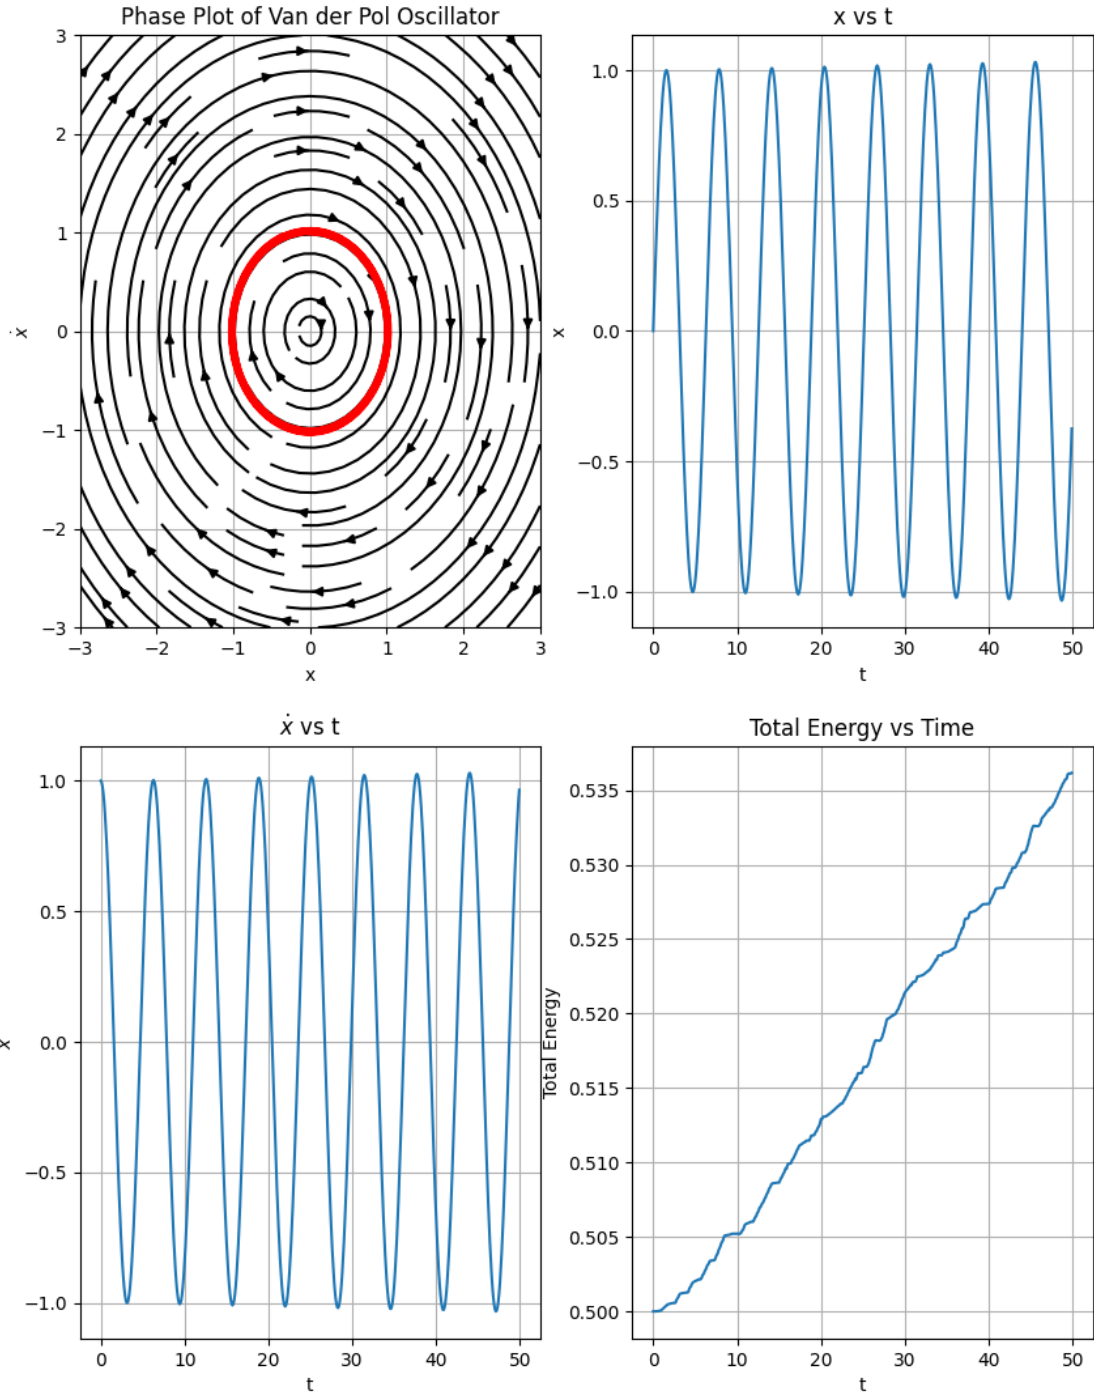 Phase Plot of Van der Pol Oscillator
3
2
1
0
−1
−2
−3
ẋ
−3 −2 −1 0 1 2 3
x
x vs t
1.0
0.5
0.0
−0.5
−1.0
x
0 10 20 30 40 50
t
ẋ vs t
1.0
0.5
0.0
−0.5
−1.0
ẋ
0 10 20 30 40 50
t
Total Energy vs Time
0.535
0.530
0.525
0.520
0.515
0.510
0.505
0.500
Total Energy
0 10 20 30 40 50
t